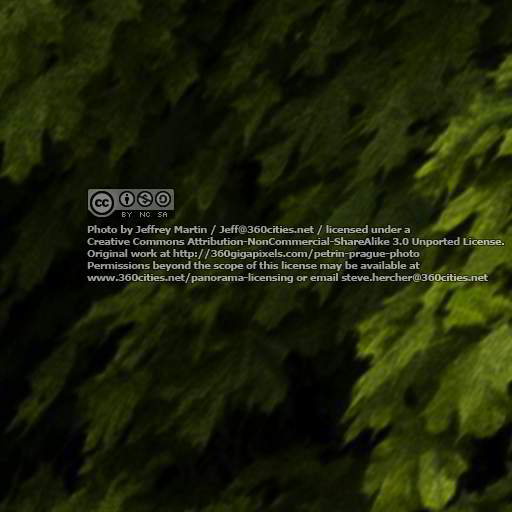 cc BY NC SA
Photo by Jeffrey Martin / Jeff@360cities.net / licensed under a
Creative Commons Attribution-NonCommercial-ShareAlike 3.0 Unported License.
Original work at http://360gigapixels.com/petrin-prague-photo
Permissions beyond the scope of this license may be available at
www.360cities.net/panorama-licensing or email steve.hercher@360cities.net